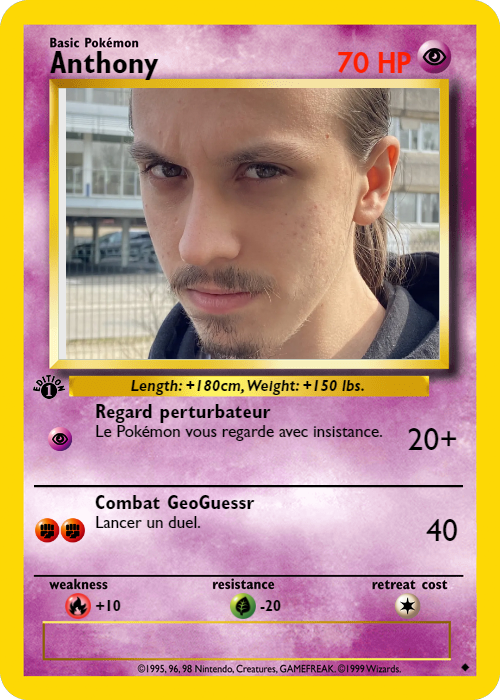 Basic Pokémon
Anthony
70 HP
EDITION
1
Length: +180cm, Weight: +150 lbs.
Regard perturbateur
Le Pokémon vous regarde avec insistance.
20+
Combat GeoGuessr
Lancer un duel.
40
weakness
resistance
retreat cost
+10
-20
©1995, 96, 98 Nintendo, Creatures, GAMEFREAK. ©1999 Wizards.